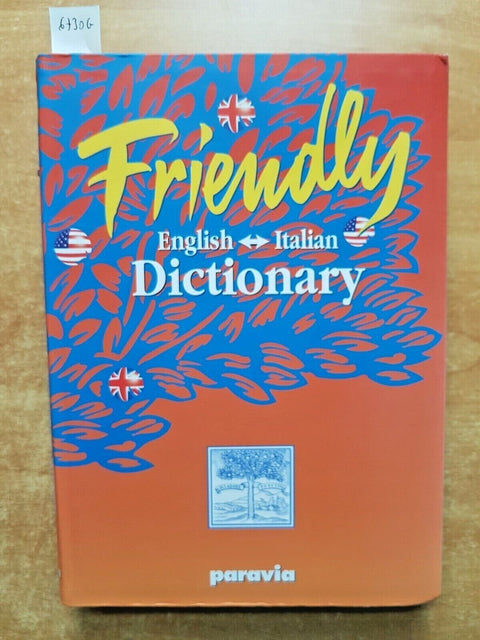 6730G
Friendly
English ↔ Italian
Dictionary
paravia